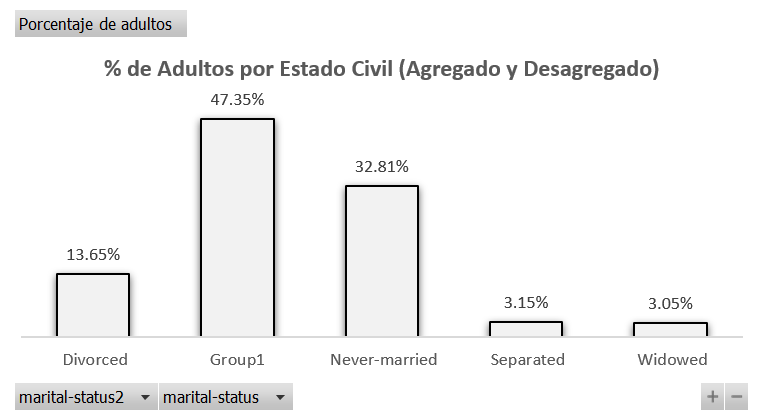 Porcentaje de adultos
% de Adultos por Estado Civil (Agregado y Desagregado)
47.35%
32.81%
13.65%
3.15%
3.05%
Divorced Group1 Never-married Separated Widowed
marital-status2 marital-status + −